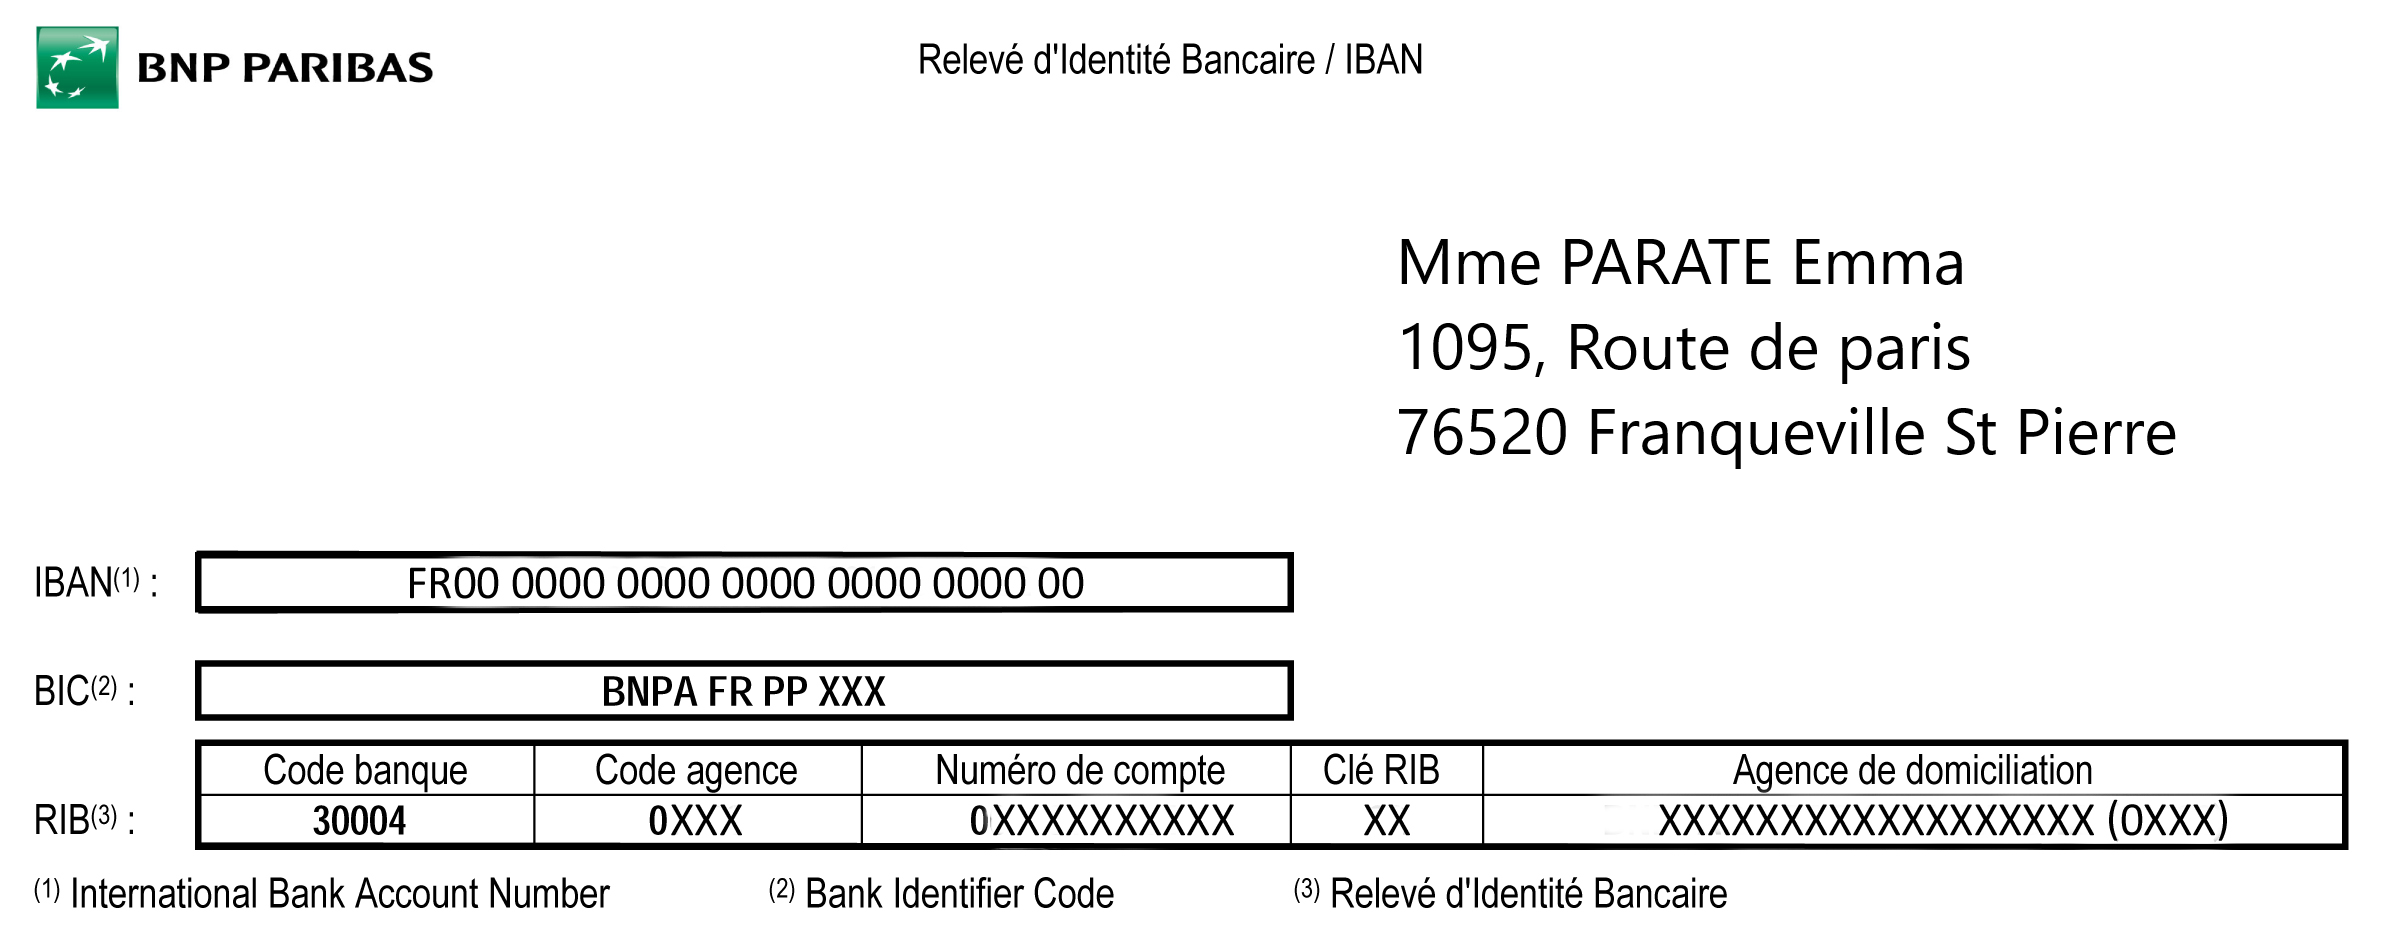 BNP PARIBAS
Relevé d'Identité Bancaire / IBAN
Mme PARATE Emma
1095, Route de paris
76520 Franqueville St Pierre
IBAN(1) : FR00 0000 0000 0000 0000 0000 00
BIC(2) : BNPA FR PP XXX
Code banque Code agence Numéro de compte Clé RIB Agence de domiciliation
RIB(3) : 30004 0XXX 0XXXXXXXXXX XX XXXXXXXXXXXXXXXXXX (0XXX)
(1) International Bank Account Number (2) Bank Identifier Code (3) Relevé d'Identité Bancaire